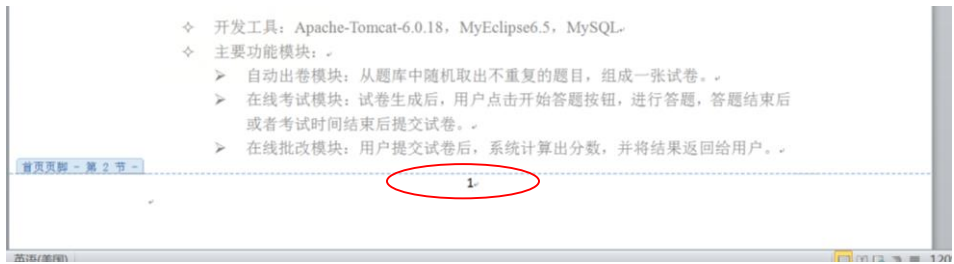 开发工具：Apache-Tomcat-6.0.18，MyEclipse6.5，MySQL
主要功能模块：
自动出卷模块：从题库中随机取出不重复的题目，组成一张试卷。
在线考试模块：试卷生成后，用户点击开始答题按钮，进行答题，答题结束后
或者考试时间结束后提交试卷。
在线批改模块：用户提交试卷后，系统计算出分数，并将结果返回给用户。
首页页脚 - 第 2 节 -
1
英语(美国)
120%